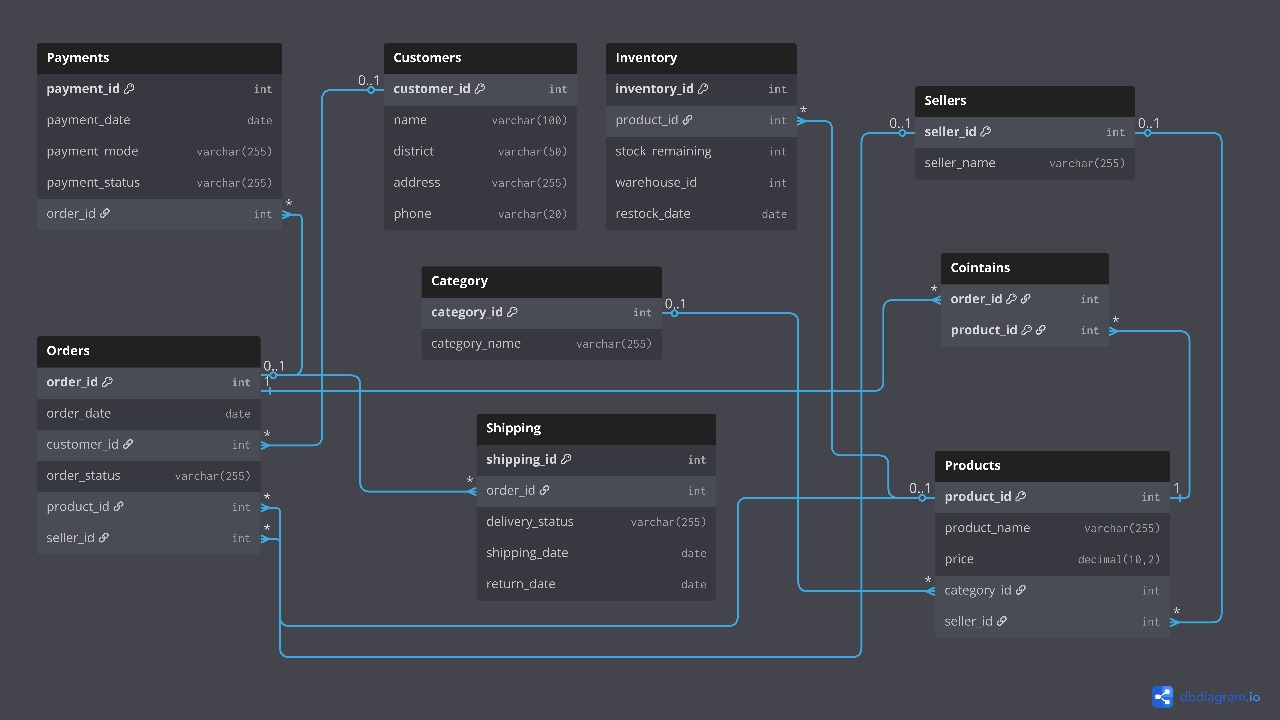 Payments
payment_id int
payment_date date
payment_mode varchar(255)
payment_status varchar(255)
order_id int
*
Customers
0..1
customer_id int
name varchar(100)
district varchar(50)
address varchar(255)
phone varchar(20)
Inventory
inventory_id int
product_id int
*
stock_remaining int
warehouse_id int
restock_date date
Sellers
0..1
seller_id int
0..1
seller_name varchar(255)
Category
category_id int
0..1
category_name varchar(255)
Cointains
*
order_id int
product_id int
*
Orders
0..1
order_id int
1
order_date date
customer_id int
*
order_status varchar(255)
product_id int
*
seller_id int
*
Shipping
shipping_id int
*
order_id int
delivery_status varchar(255)
shipping_date date
return_date date
Products
0..1
product_id int
1
product_name varchar(255)
price decimal(10,2)
*
category_id int
seller_id int
*
dbdiagram.io